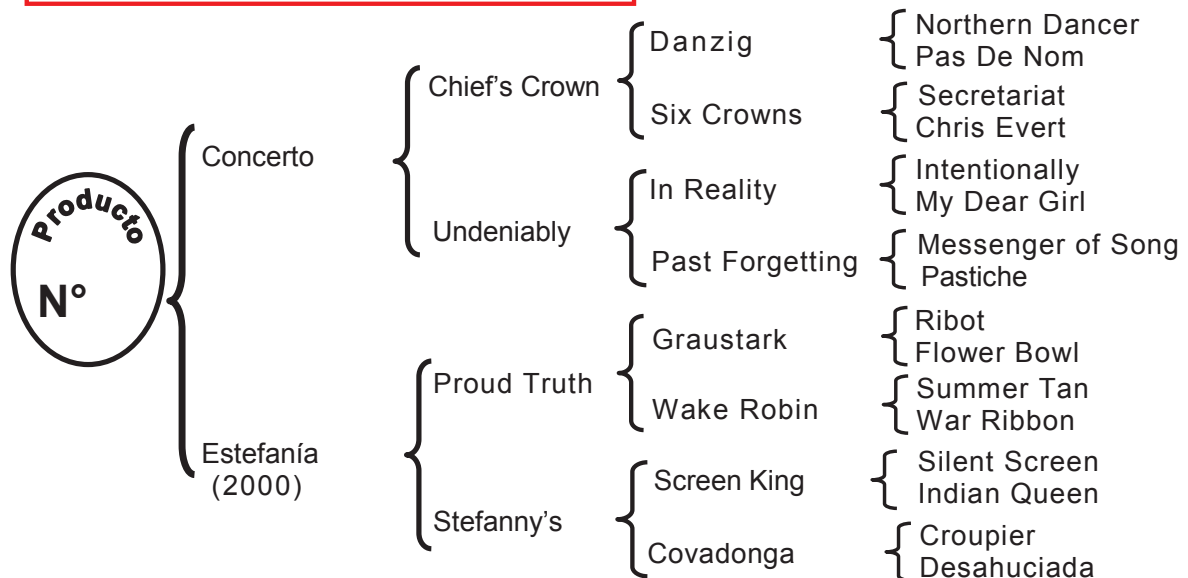 Producto
N°
Concerto
Estefanía
(2000)
Chief's Crown
Undeniably
Proud Truth
Stefanny's
Danzig
Six Crowns
In Reality
Past Forgetting
Graustark
Wake Robin
Screen King
Covadonga
Northern Dancer
Pas De Nom
Secretariat
Chris Evert
Intentionally
My Dear Girl
Messenger of Song
Pastiche
Ribot
Flower Bowl
Summer Tan
War Ribbon
Silent Screen
Indian Queen
Croupier
Desahuciada